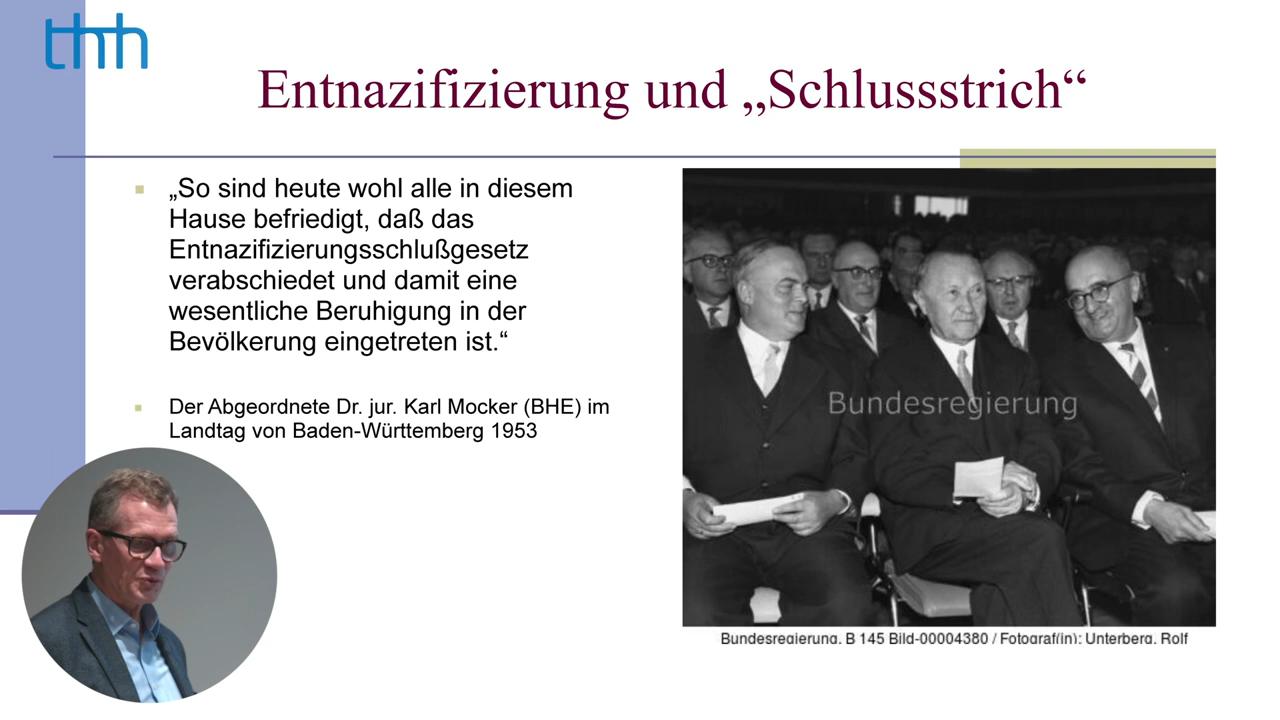 thh
Entnazifizierung und „Schlussstrich“
„So sind heute wohl alle in diesem
Hause befriedigt, daß das
Entnazifizierungsschlußgesetz
verabschiedet und damit eine
wesentliche Beruhigung in der
Bevölkerung eingetreten ist.“
Der Abgeordnete Dr. jur. Karl Mocker (BHE) im
Landtag von Baden-Württemberg 1953
Bundesregierung
Bundesregierung, B 145 Bild-00004380 / Fotograf(in): Unterberg, Rolf